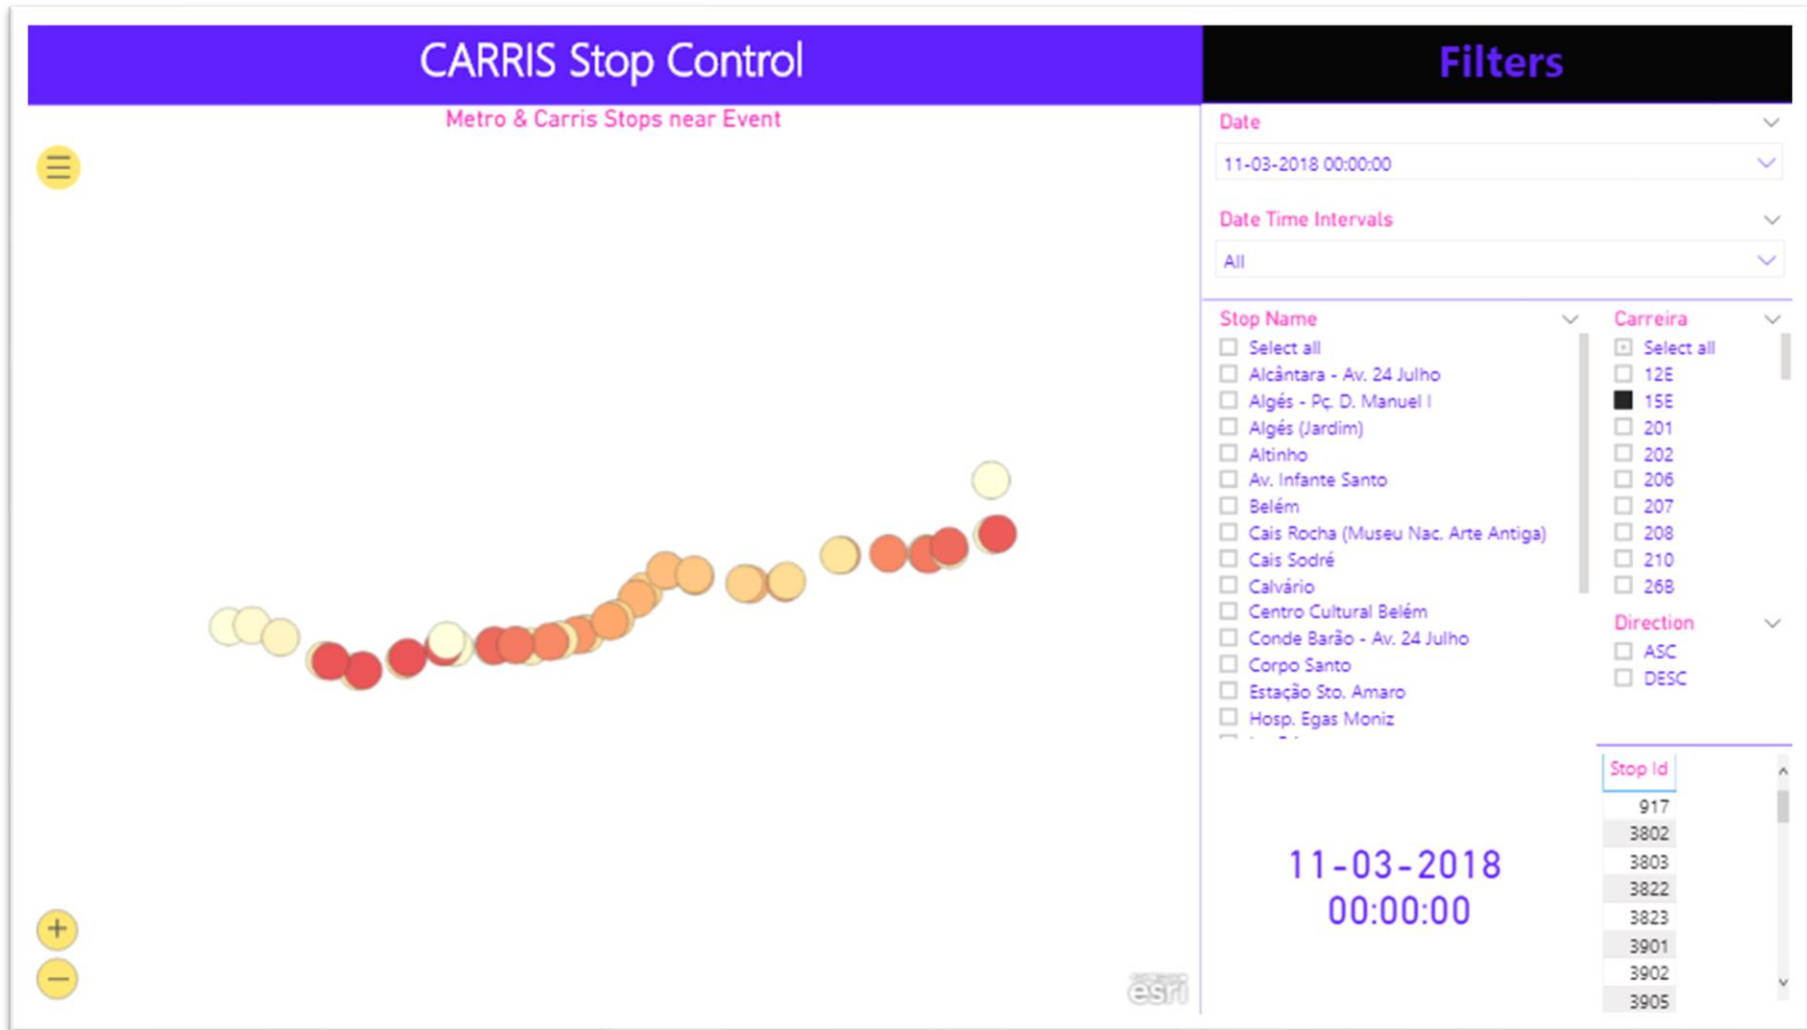 CARRIS Stop Control
Filters
Metro & Carris Stops near Event
Date
11-03-2018 00:00:00
Date Time Intervals
All
Stop Name
Select all
Alcântara - Av. 24 Julho
Algés - Pç. D. Manuel I
Algés (Jardim)
Altinho
Av. Infante Santo
Belém
Cais Rocha (Museu Nac. Arte Antiga)
Cais Sodré
Calvário
Centro Cultural Belém
Conde Barão - Av. 24 Julho
Corpo Santo
Estação Sto. Amaro
Hosp. Egas Moniz
Carreira
Select all
12E
15E
201
202
206
207
208
210
26B
Direction
ASC
DESC
Stop Id
917
3802
3803
3822
3823
3901
3902
3905
11-03-2018
00:00:00
esri